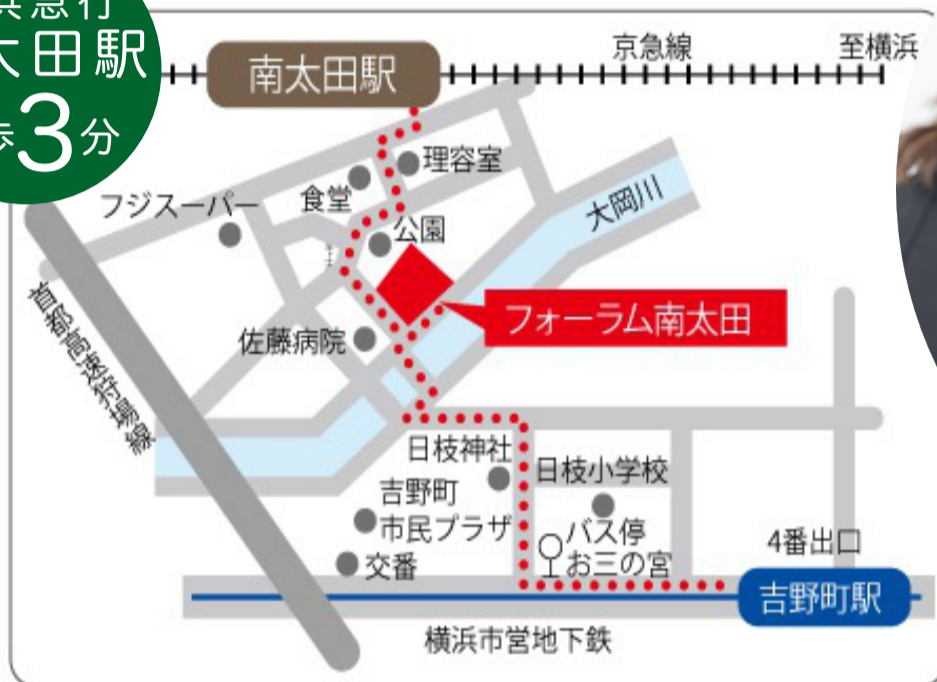 浜急行
太田駅
歩3分
南太田駅
京急線
至横浜
理容室
食堂
フジスーパー
公園
大岡川
フォーラム南太田
佐藤病院
首都高速狩場線
日枝神社
日枝小学校
吉野町
市民プラザ
バス停
お三の宮
交番
4番出口
吉野町駅
横浜市営地下鉄